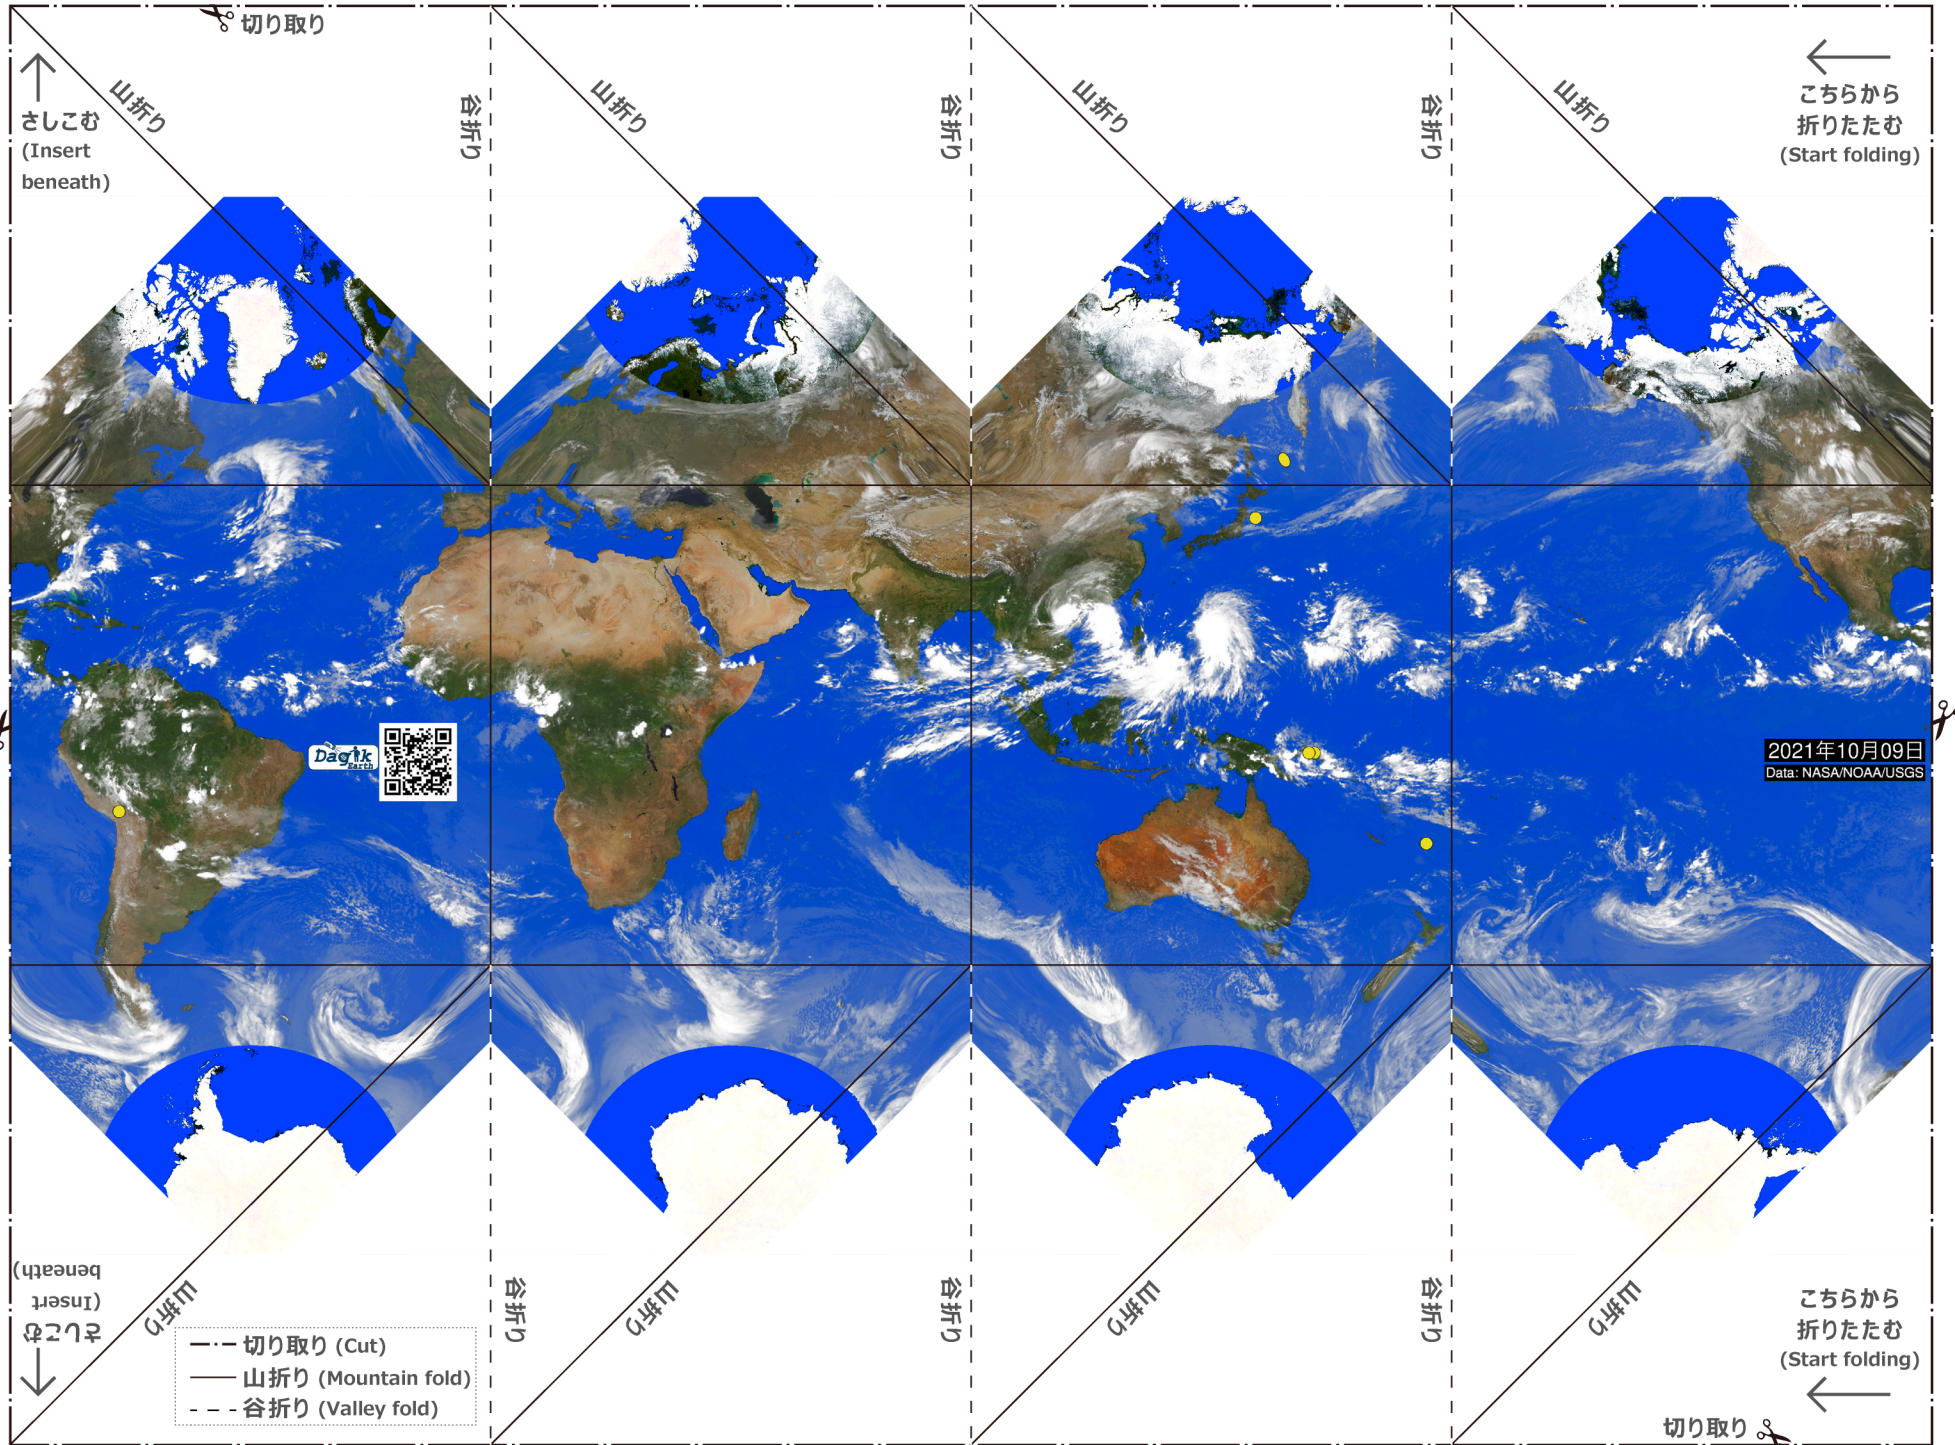 切り取り
さしこむ
(Insert
beneath)
山折り
谷折り
山折り
谷折り
山折り
谷折り
山折り
こちらから
折りたたむ
(Start folding)
Dagik
Earth
2021年10月09日
Data: NASA/NOAA/USGS
さしこむ
(Insert
beneath)
山折り
谷折り
山折り
谷折り
山折り
谷折り
山折り
こちらから
折りたたむ
(Start folding)
切り取り (Cut)
山折り (Mountain fold)
谷折り (Valley fold)
切り取り